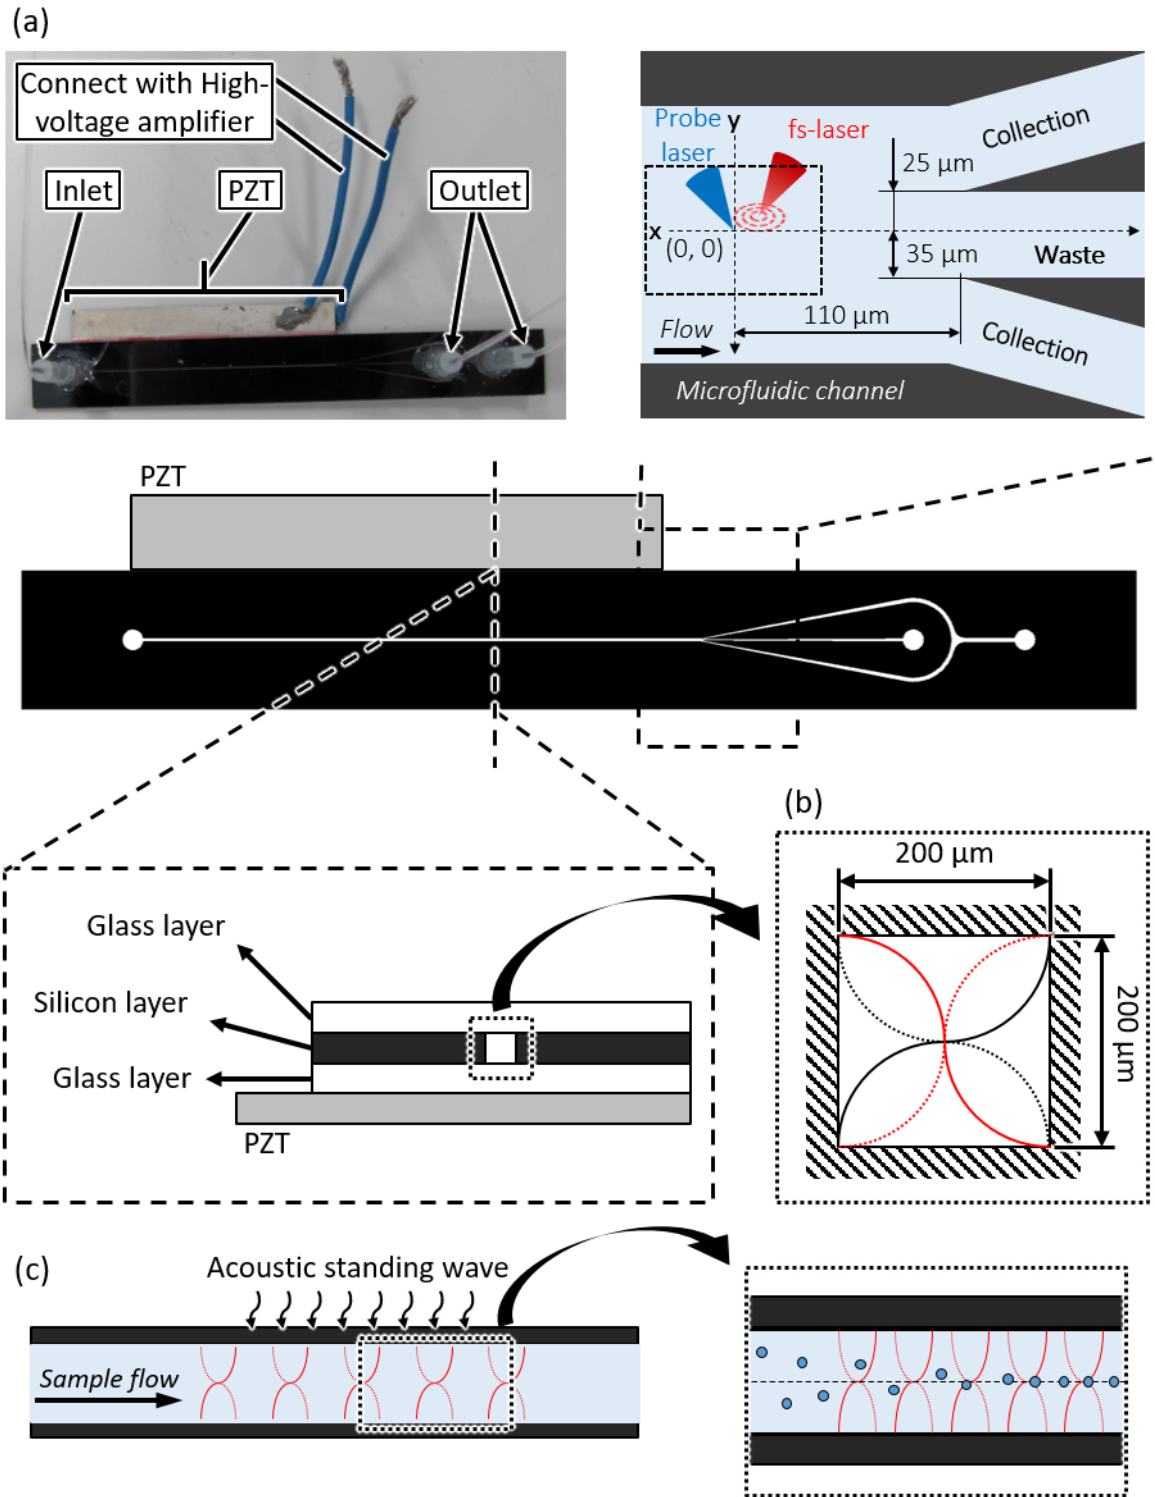 (a)
Connect with High-
voltage amplifier
Inlet
PZT
Outlet
Probe
laser
y
fs-laser
Collection
25 µm
x
(0, 0)
35 µm
Waste
110 µm
Flow
Collection
Microfluidic channel
PZT
(b)
200 µm
200 µm
Glass layer
Silicon layer
Glass layer
PZT
(c)
Acoustic standing wave
Sample flow